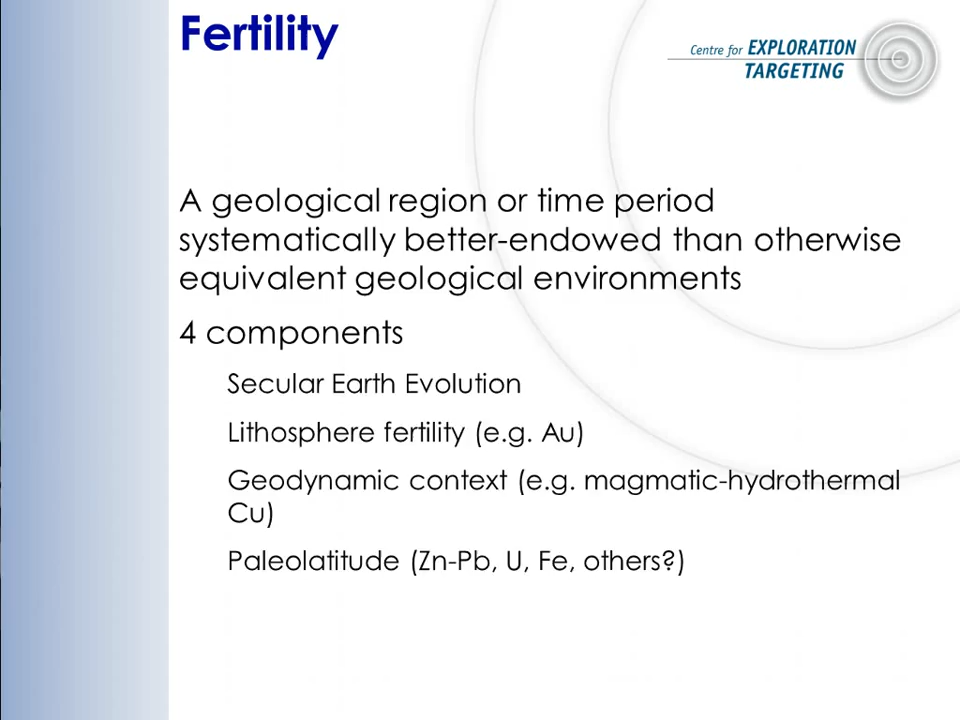 Fertility
Centre for EXPLORATION
TARGETING
A geological region or time period
systematically better-endowed than otherwise
equivalent geological environments
4 components
Secular Earth Evolution
Lithosphere fertility (e.g. Au)
Geodynamic context (e.g. magmatic-hydrothermal
Cu)
Paleolatitude (Zn-Pb, U, Fe, others?)